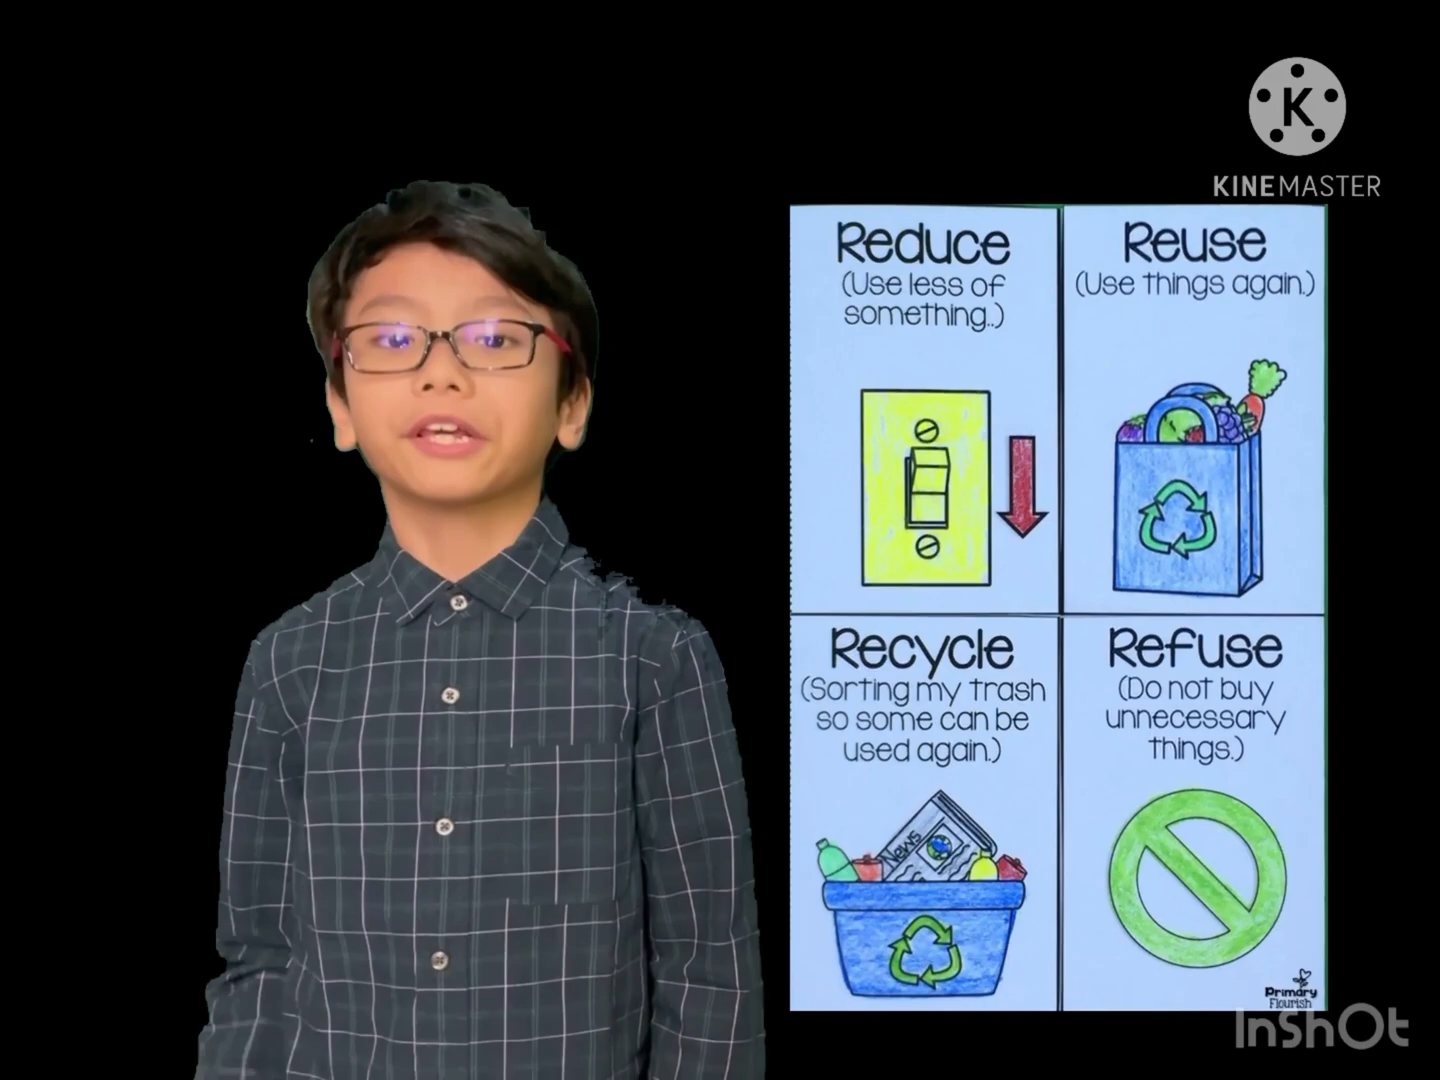 K
KINEMASTER
Reduce
(Use less of
something..)
Reuse
(Use things again.)
Recycle
(Sorting my trash
so some can be
used again.)
News
Refuse
(Do not buy
unnecessary
things.)
Primary
Flourish
InShOt